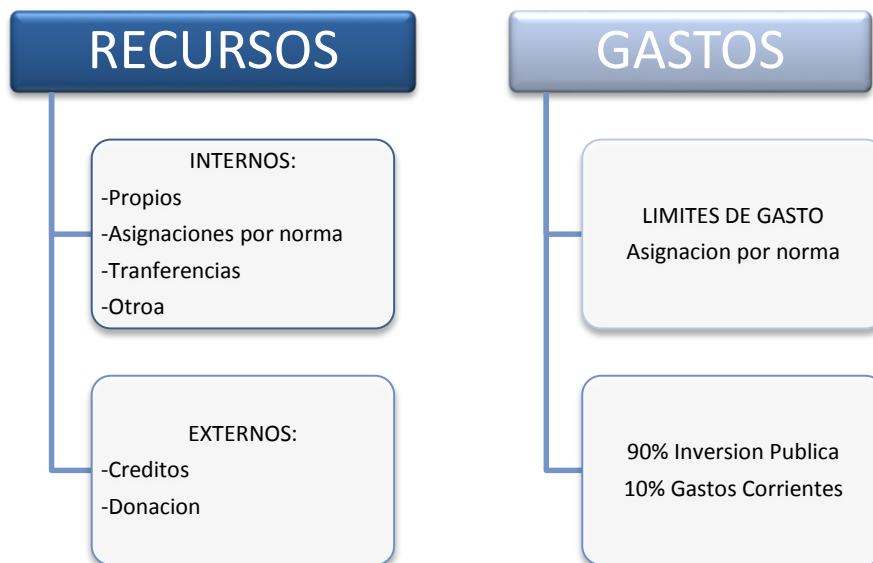 RECURSOS
INTERNOS:
-Propios
-Asignaciones por norma
-Tranferencias
-Otroa
EXTERNOS:
-Creditos
-Donacion
GASTOS
LIMITES DE GASTO
Asignacion por norma
90% Inversion Publica
10% Gastos Corrientes